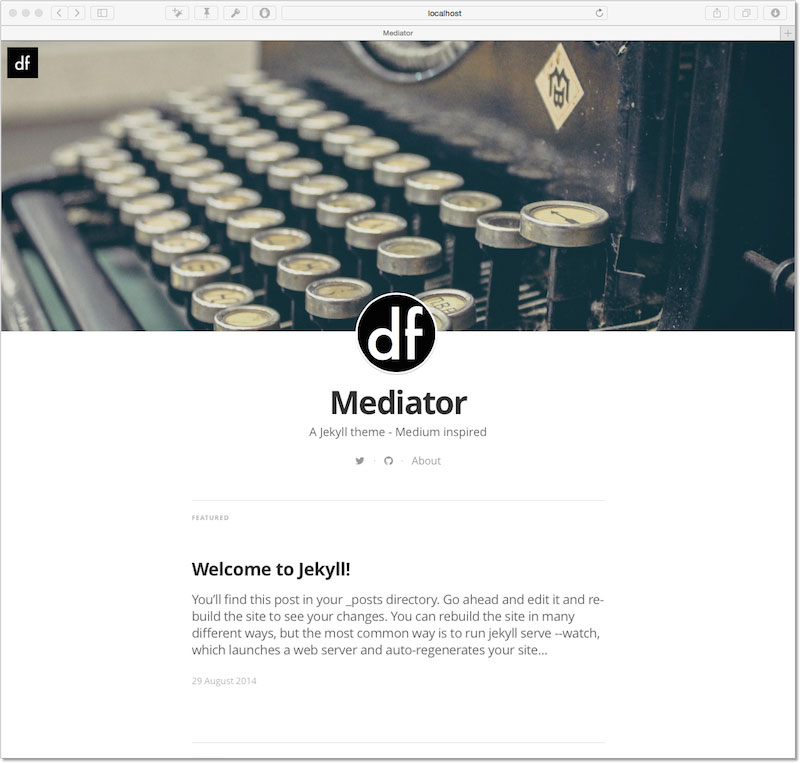 localhost
Mediator
df
MB
df
Mediator
A Jekyll theme - Medium inspired
· · About
FEATURED
Welcome to Jekyll!
You’ll find this post in your _posts directory. Go ahead and edit it and re-
build the site to see your changes. You can rebuild the site in many
different ways, but the most common way is to run jekyll serve --watch,
which launches a web server and auto-regenerates your site...
29 August 2014